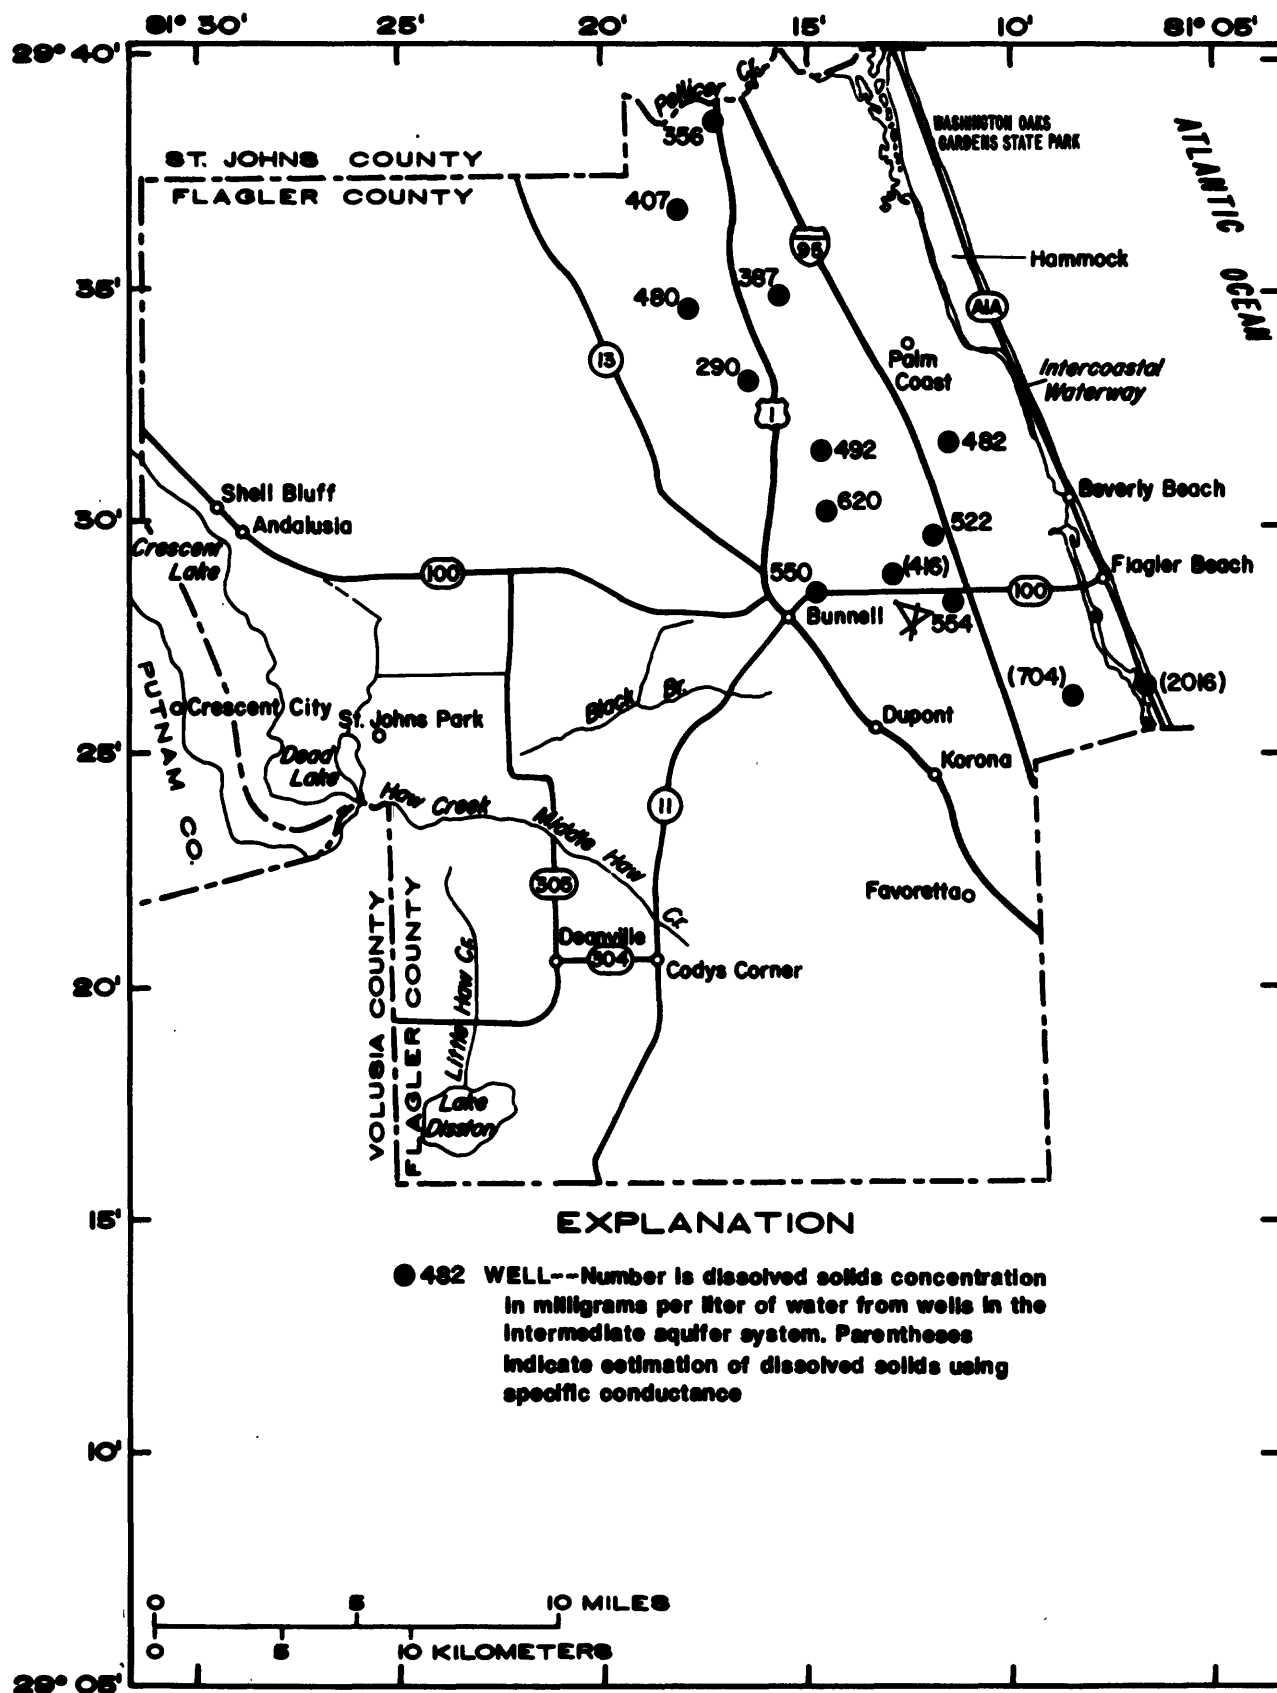 81° 30' 25' 20' 15' 10' 81° 05'
29° 40'
Pellicer Cr.
WASHINGTON OAKS
GARDENS STATE PARK
ATLANTIC OCEAN
356
ST. JOHNS COUNTY
FLAGLER COUNTY
407
95
Hammock
35'
387
480
A1A
13
Palm
Coast
290
Intercoastal
Waterway
1
492
482
Shell Bluff
Beverly Beach
620
30'
Andalusia
522
Crescent
Lake
100
550
(416)
Flagler Beach
100
Bunnell
554
PUTNAM CO.
(704)
(2016)
Crescent City
St. Johns Park
Black Br.
Dupont
25'
Dead
Lake
Korona
Haw Creek
Middle Haw Cr.
11
305
Favoretta
Deanville
304
Codys Corner
20'
VOLUSIA COUNTY
FLAGLER COUNTY
Little Haw Cr.
Lake
Disston
15'
EXPLANATION
482 WELL--Number is dissolved solids concentration
in milligrams per liter of water from wells in the
intermediate aquifer system. Parentheses
indicate estimation of dissolved solids using
specific conductance
10'
0 5 10 MILES
0 5 10 KILOMETERS
29° 05'